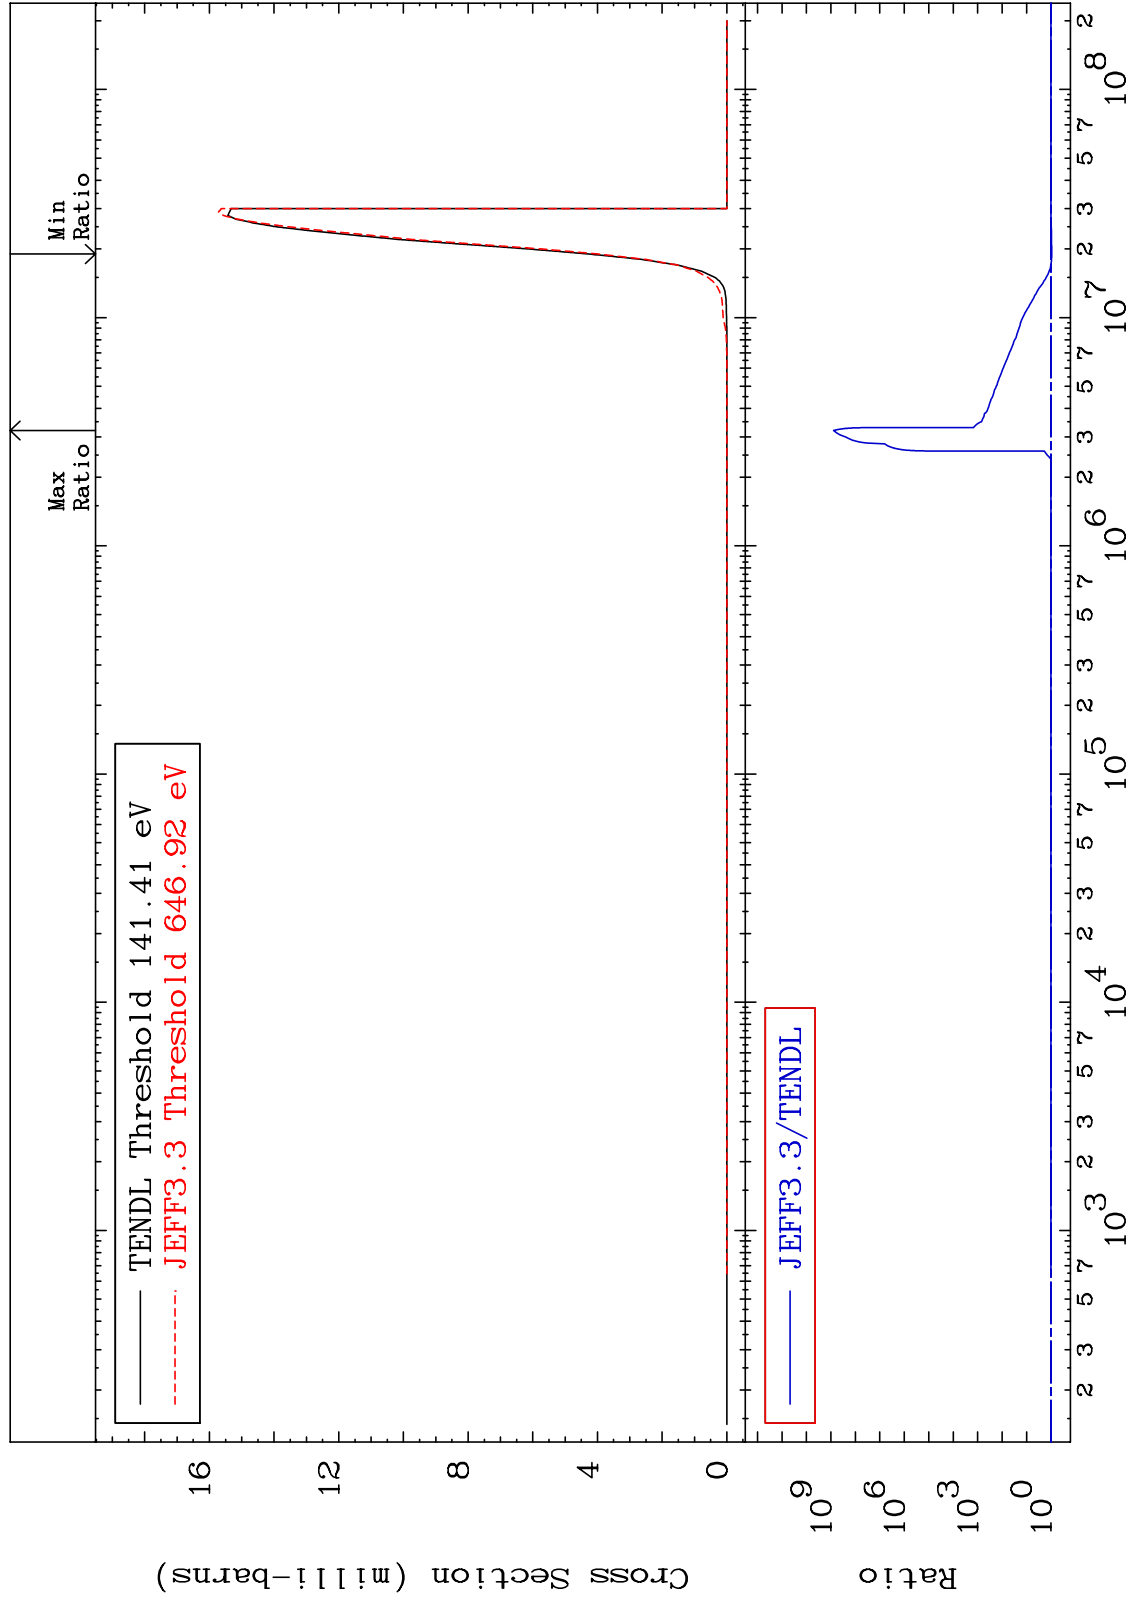 Max
Ratio
Min
Ratio
TENDL Threshold 141.41 eV
JEFF3.3 Threshold 646.92 eV
16
12
8
4
0
Cross Section (milli-barns)
JEFF3.3/TENDL
10^9
10^6
10^3
10^0
Ratio
2 3 5 7 2 3 5 7 2 3 5 7 2 3 5 7 2 3 5 7 2
10^3 10^4 10^5 10^6 10^7 10^8